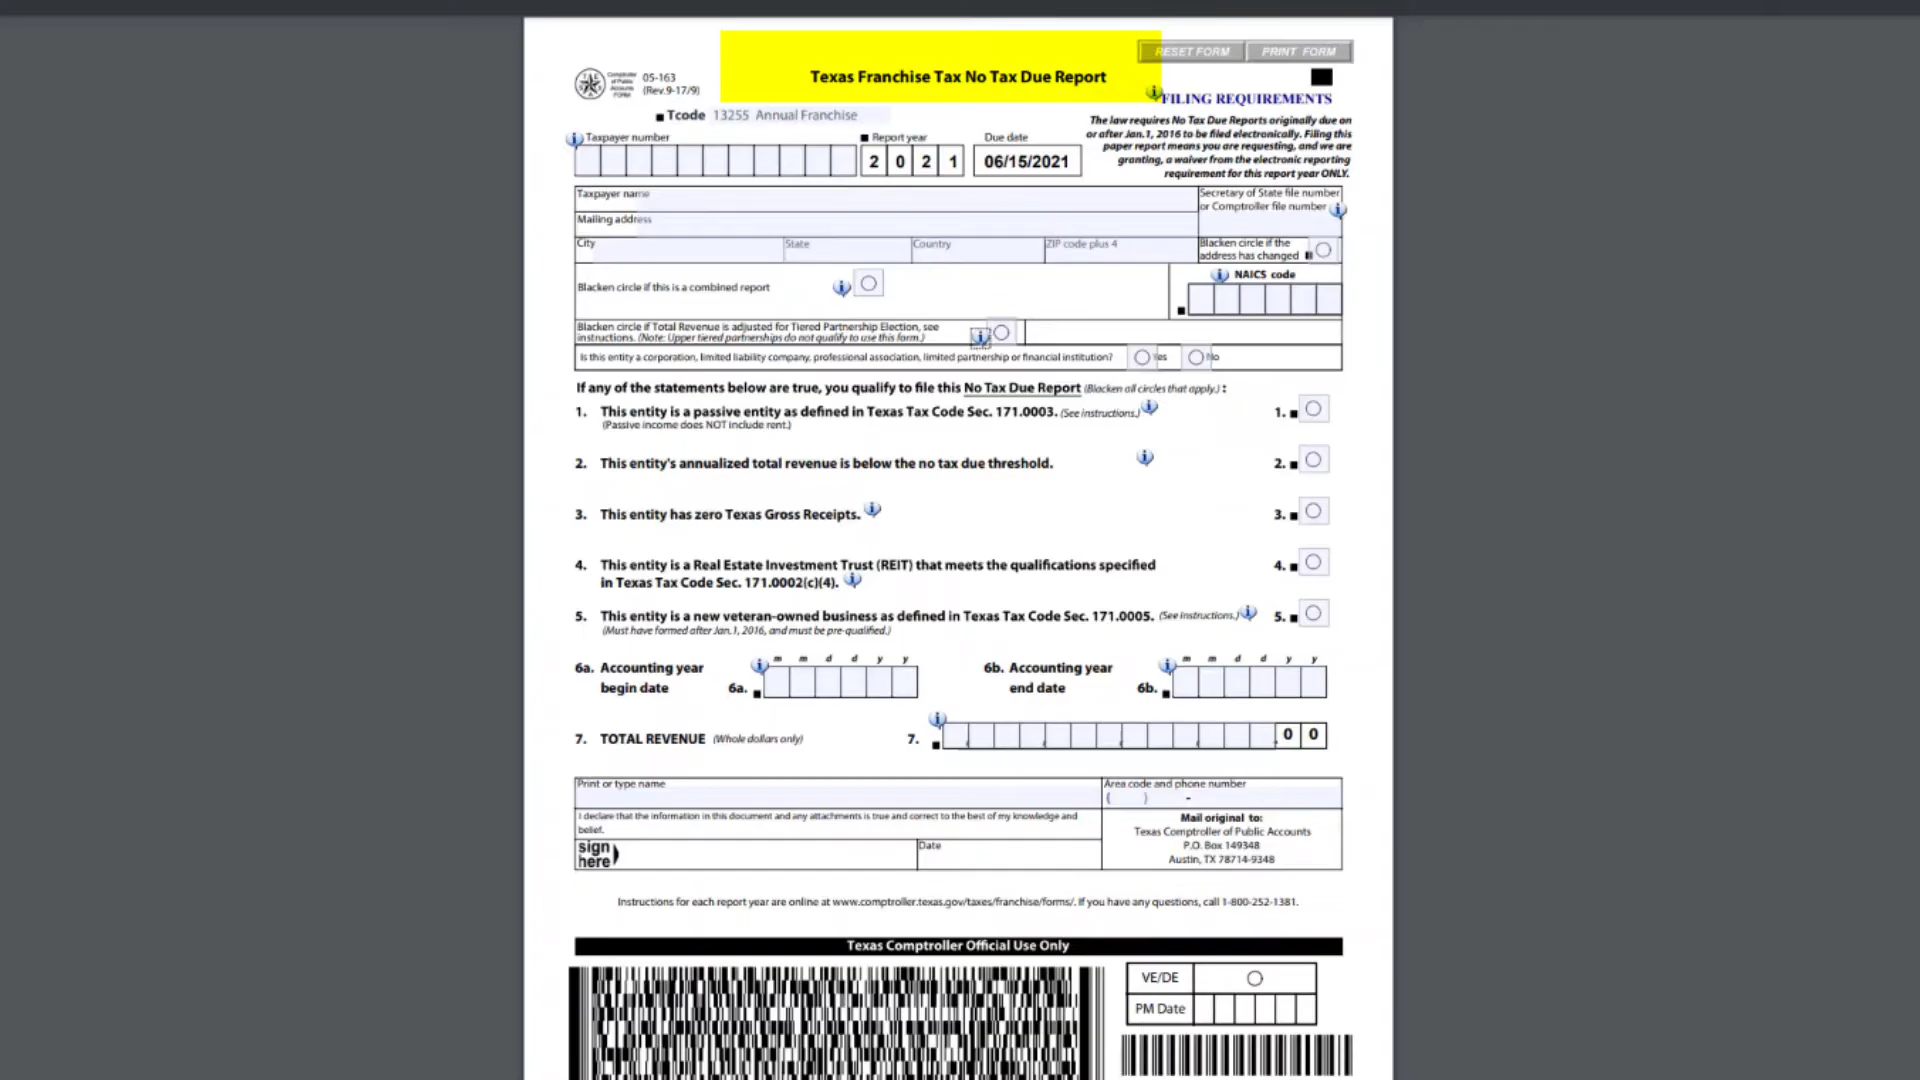 RESET FORM
PRINT FORM
Comptroller
of Public
Accounts
FORM
05-163
(Rev.9-17/9)
Texas Franchise Tax No Tax Due Report
FILING REQUIREMENTS
Tcode 13255 Annual Franchise
The law requires No Tax Due Reports originally due on
or after Jan.1, 2016 to be filed electronically. Filing this
paper report means you are requesting, and we are
granting, a waiver from the electronic reporting
requirement for this report year ONLY.
Taxpayer number
Report year
Due date
2 0 2 1
06/15/2021
Taxpayer name
Secretary of State file number
or Comptroller file number
Mailing address
City
State
Country
ZIP code plus 4
Blacken circle if the
address has changed
Blacken circle if this is a combined report
NAICS code
Blacken circle if Total Revenue is adjusted for Tiered Partnership Election, see
instructions. (Note: Upper tiered partnerships do not qualify to use this form.)
Is this entity a corporation, limited liability company, professional association, limited partnership or financial institution?
Yes
No
If any of the statements below are true, you qualify to file this No Tax Due Report (Blacken all circles that apply.) :
1. This entity is a passive entity as defined in Texas Tax Code Sec. 171.0003. (See instructions.) 1.
(Passive income does NOT include rent.)
2. This entity's annualized total revenue is below the no tax due threshold. 2.
3. This entity has zero Texas Gross Receipts. 3.
4. This entity is a Real Estate Investment Trust (REIT) that meets the qualifications specified 4.
in Texas Tax Code Sec. 171.0002(c)(4).
5. This entity is a new veteran-owned business as defined in Texas Tax Code Sec. 171.0005. (See instructions.) 5.
(Must have formed after Jan.1, 2016, and must be pre-qualified.)
m m d d y y
m m d d y y
6a. Accounting year
begin date
6a.
6b. Accounting year
end date
6b.
7. TOTAL REVENUE (Whole dollars only) 7. 0 0
Print or type name
Area code and phone number
( ) -
I declare that the information in this document and any attachments is true and correct to the best of my knowledge and
belief.
Mail original to:
Texas Comptroller of Public Accounts
P.O. Box 149348
Austin, TX 78714-9348
sign
here
Date
Instructions for each report year are online at www.comptroller.texas.gov/taxes/franchise/forms/. If you have any questions, call 1-800-252-1381.
Texas Comptroller Official Use Only
VE/DE
PM Date